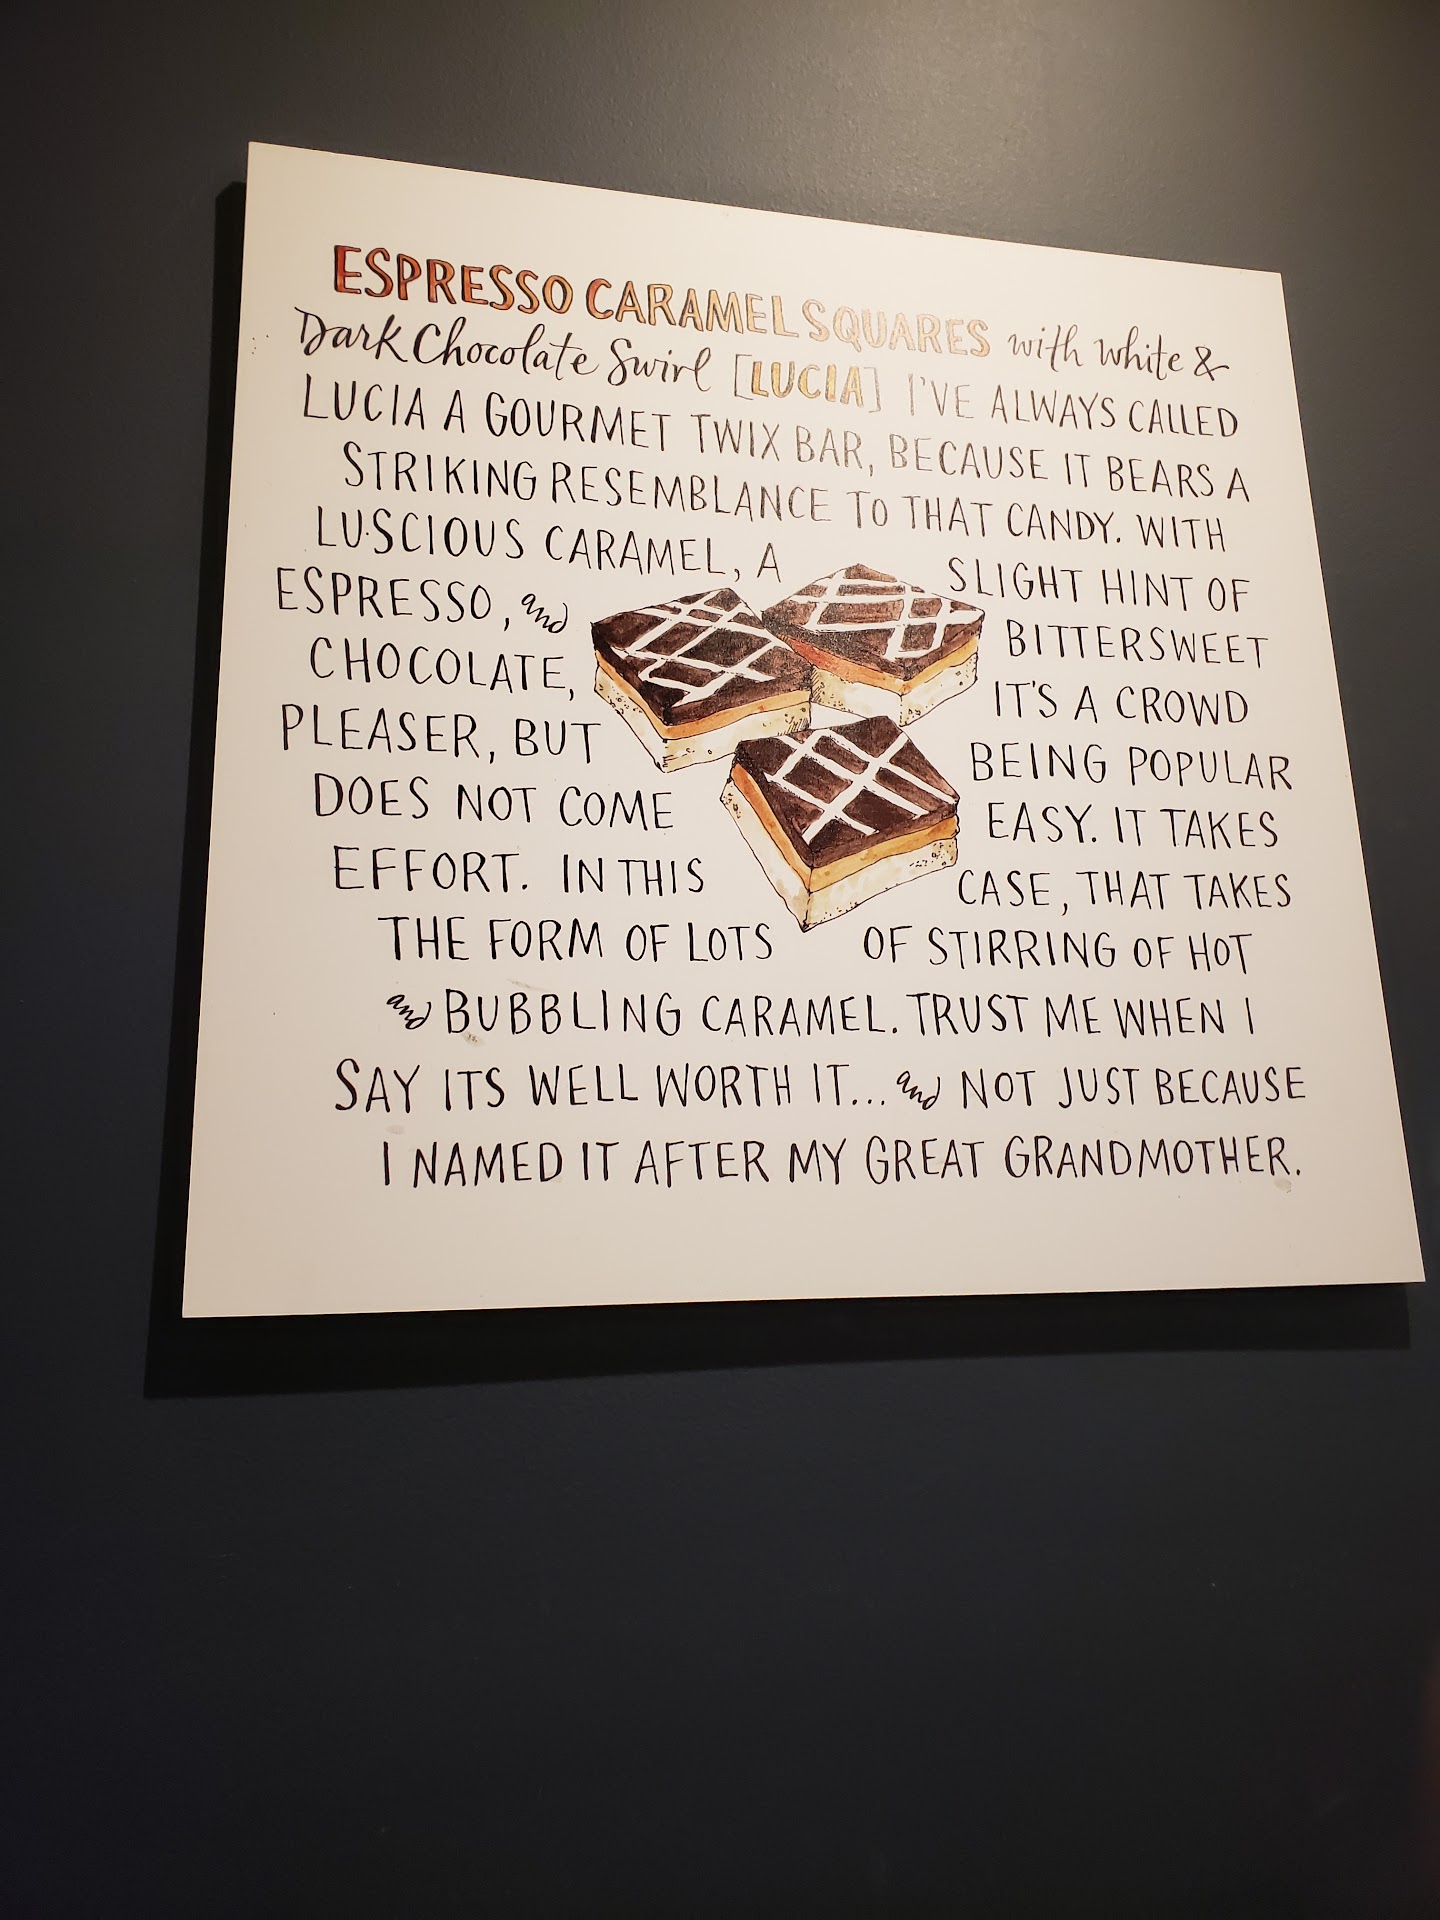 ESPRESSO CARAMEL SQUARES with White &
Dark Chocolate Swirl [LUCIA] I'VE ALWAYS CALLED
LUCIA A GOURMET TWIX BAR, BECAUSE IT BEARS A
STRIKING RESEMBLANCE TO THAT CANDY. WITH
LUSCIOUS CARAMEL, A SLIGHT HINT OF
ESPRESSO, and BITTERSWEET
CHOCOLATE, IT'S A CROWD
PLEASER, BUT BEING POPULAR
DOES NOT COME EASY. IT TAKES
EFFORT. IN THIS CASE, THAT TAKES
THE FORM OF LOTS OF STIRRING OF HOT
and BUBBLING CARAMEL. TRUST ME WHEN I
SAY ITS WELL WORTH IT... and NOT JUST BECAUSE
I NAMED IT AFTER MY GREAT GRANDMOTHER.